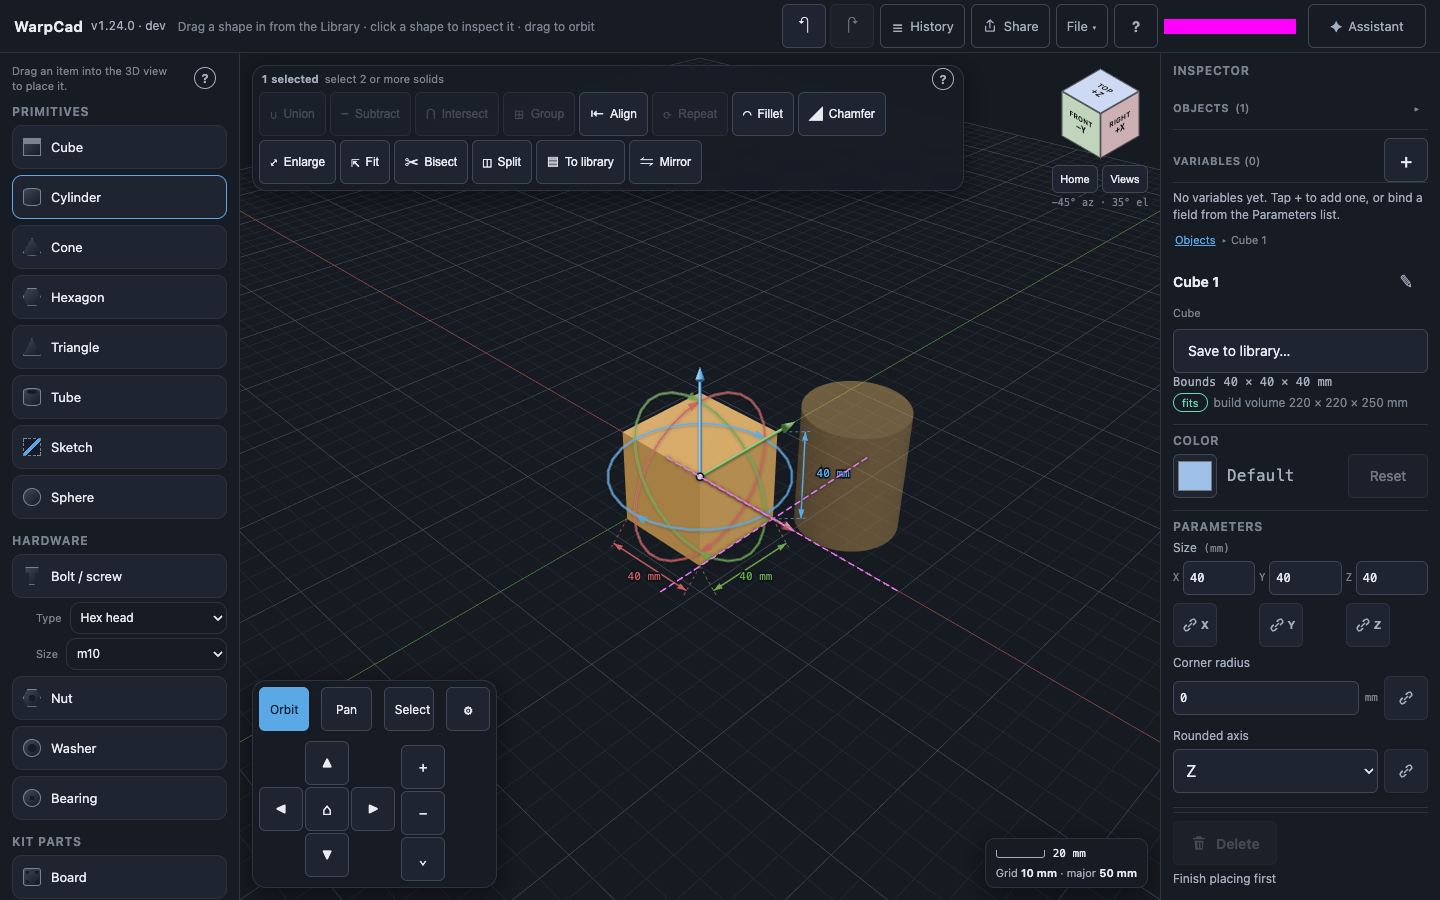 WarpCad v1.24.0 · dev Drag a shape in from the Library · click a shape to inspect it · drag to orbit
History Share File ? Assistant
Drag an item into the 3D view
to place it.
?
PRIMITIVES
Cube
Cylinder
Cone
Hexagon
Triangle
Tube
Sketch
Sphere
HARDWARE
Bolt / screw
Type Hex head
Size m10
Nut
Washer
Bearing
KIT PARTS
Board
1 selected select 2 or more solids ?
Union Subtract Intersect Group Align Repeat Fillet Chamfer
Enlarge Fit Bisect Split To library Mirror
TOP
+Z
FRONT
−Y
RIGHT
+X
Home Views
−45° az · 35° el
40 mm
40 mm
40 mm
Orbit Pan Select
+
−
20 mm
Grid 10 mm · major 50 mm
INSPECTOR
OBJECTS (1)
VARIABLES (0) +
No variables yet. Tap + to add one, or bind a
field from the Parameters list.
Objects ▸ Cube 1
Cube 1
Cube
Save to library...
Bounds 40 × 40 × 40 mm
fits build volume 220 × 220 × 250 mm
COLOR
Default Reset
PARAMETERS
Size (mm)
X 40 Y 40 Z 40
X Y Z
Corner radius
0 mm
Rounded axis
Z
Delete
Finish placing first